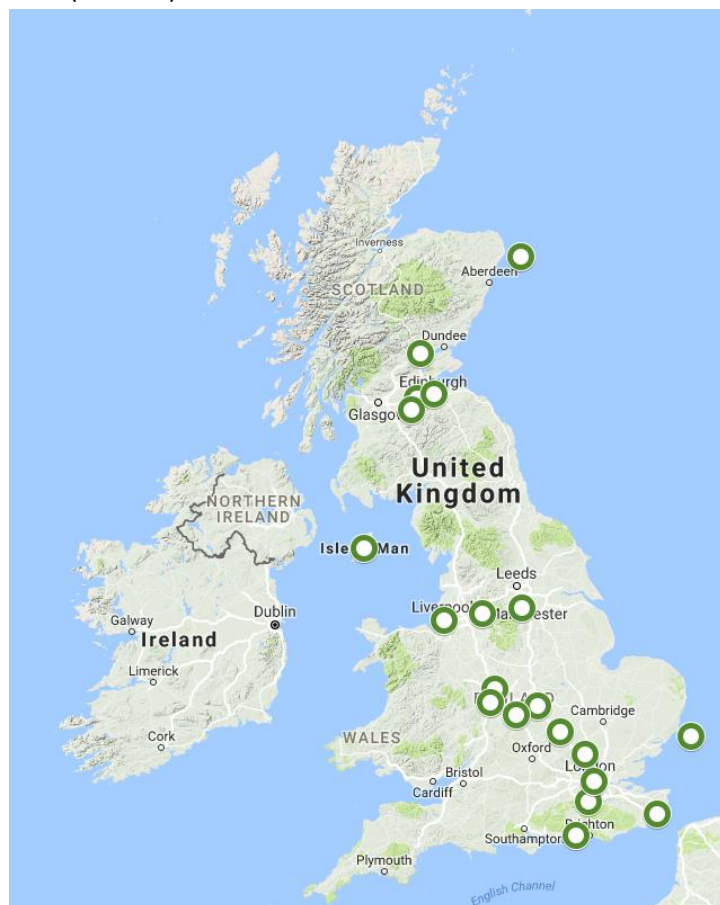 Inverness
Aberdeen
SCOTLAND
Dundee
Edinburgh
Glasgow
United
Kingdom
NORTHERN
IRELAND
Isle Man
Leeds
Liverpool
Manchester
Dublin
Galway
Ireland
Limerick
Cork
WALES
Cambridge
Oxford
London
Cardiff
Bristol
Southampton
Brighton
Plymouth
English Channel